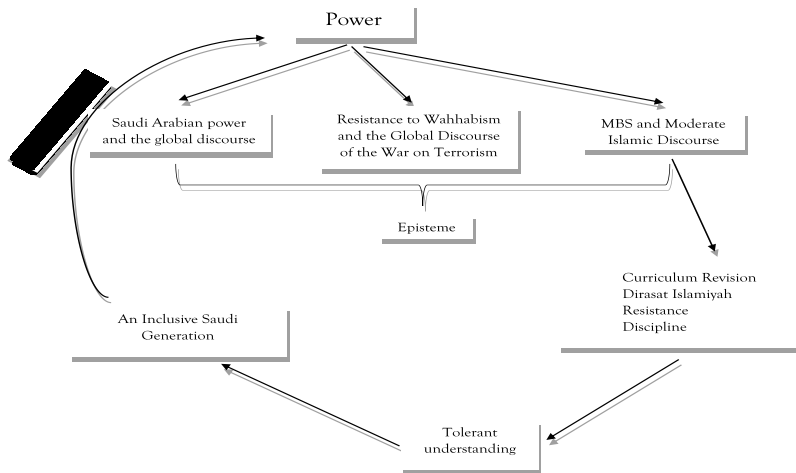 Power
Saudi Arabian power
and the global discourse
Resistance to Wahhabism
and the Global Discourse
of the War on Terrorism
MBS and Moderate
Islamic Discourse
Episteme
Curriculum Revision
Dirasat Islamiyah
Resistance
Discipline
An Inclusive Saudi
Generation
Tolerant
understanding